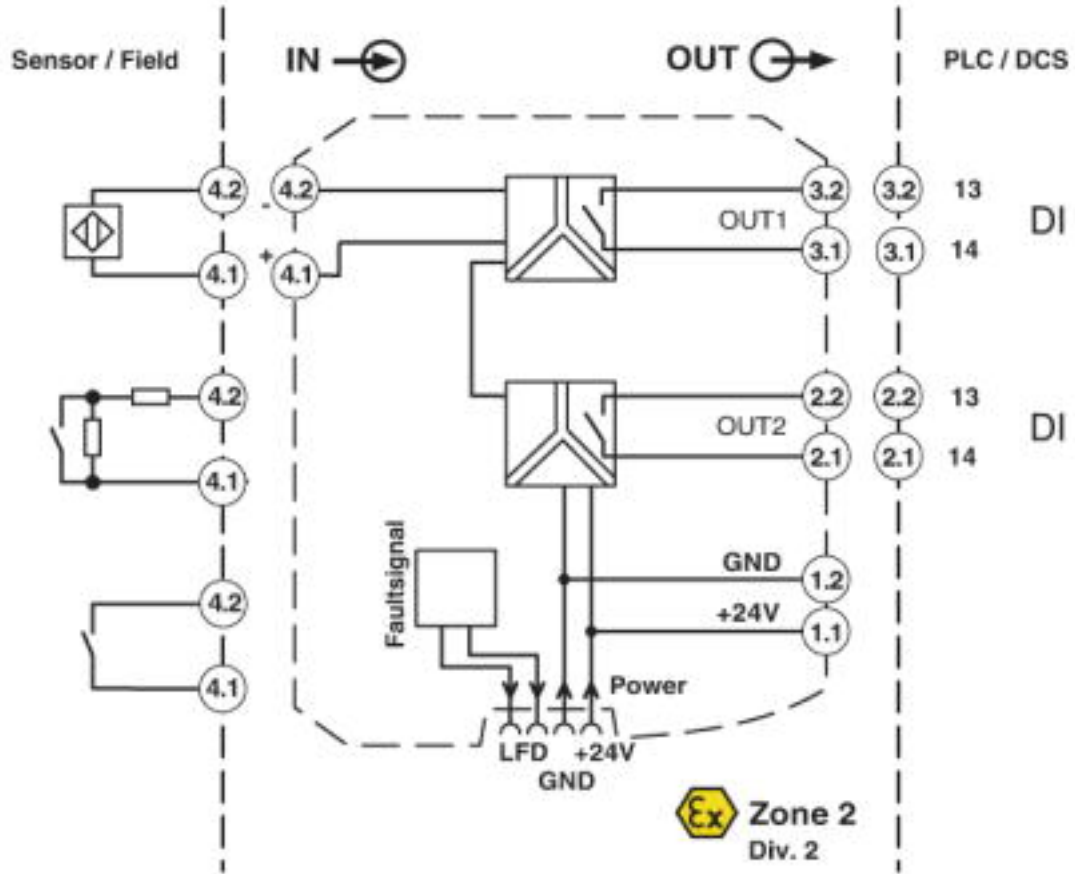 Sensor / Field
IN
OUT
PLC / DCS
4.2
4.2
-
3.2
3.2
13
OUT1
DI
+
4.1
4.1
3.1
3.1
14
4.2
2.2
2.2
13
OUT2
DI
2.1
2.1
14
4.1
Faultsignal
GND
1.2
4.2
+24V
1.1
4.1
Power
LFD
+24V
GND
Ex
Zone 2
Div. 2